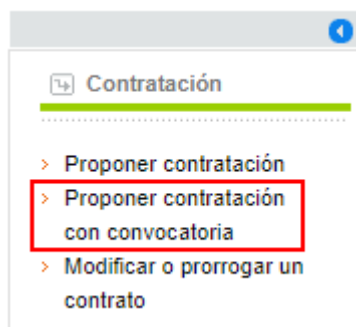 Contratación
Proponer contratación
Proponer contratación
con convocatoria
Modificar o prorrogar un
contrato